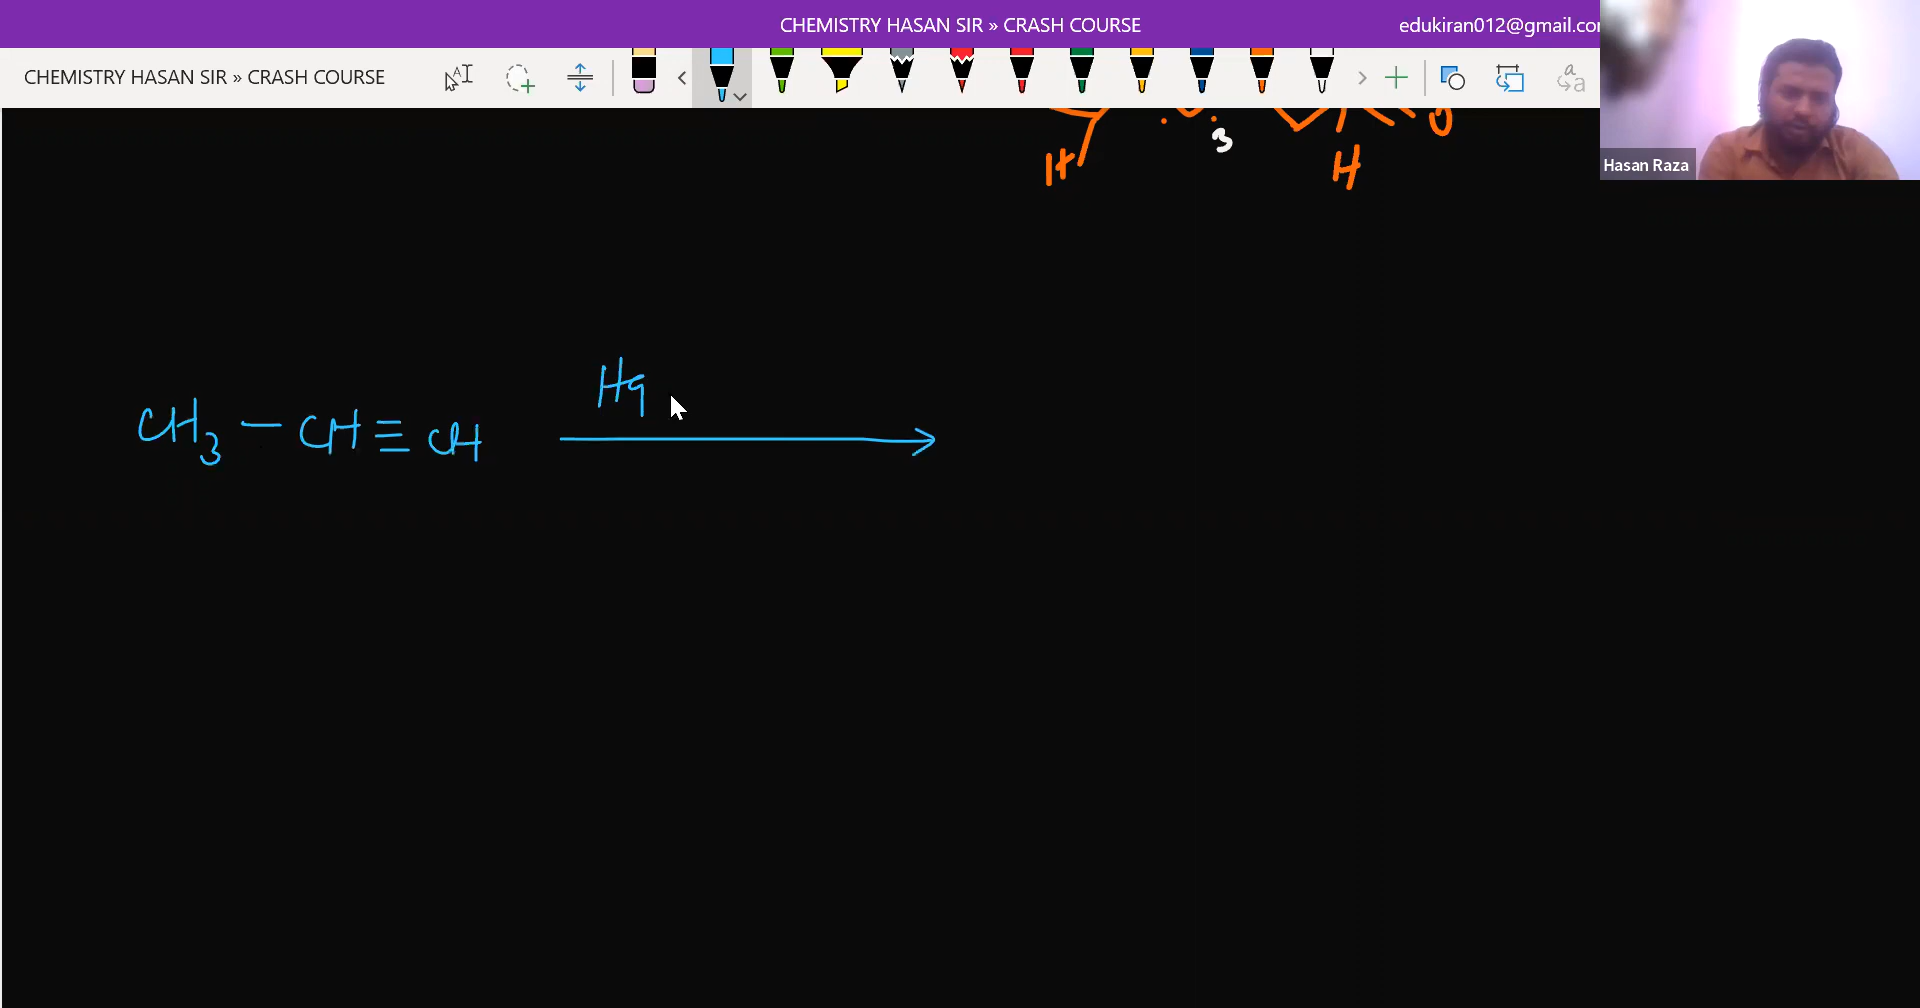 CHEMISTRY HASAN SIR » CRASH COURSE
edukiran012@gmail.co
CHEMISTRY HASAN SIR » CRASH COURSE
Hasan Raza
3
H
H
Hg
CH3 — CH ≡ CH